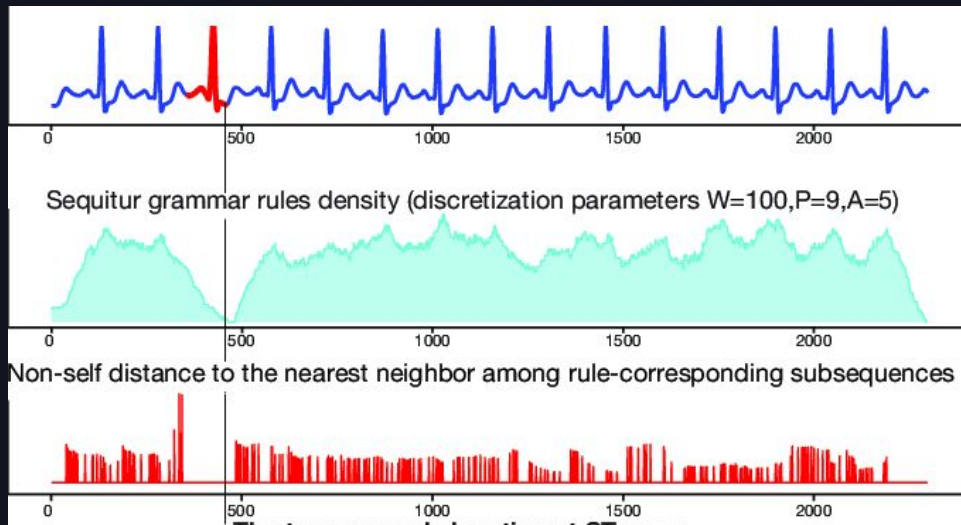 0 500 1000 1500 2000
Sequitur grammar rules density (discretization parameters W=100,P=9,A=5)
0 500 1000 1500 2000
Non-self distance to the nearest neighbor among rule-corresponding subsequences
0 500 1000 1500 2000